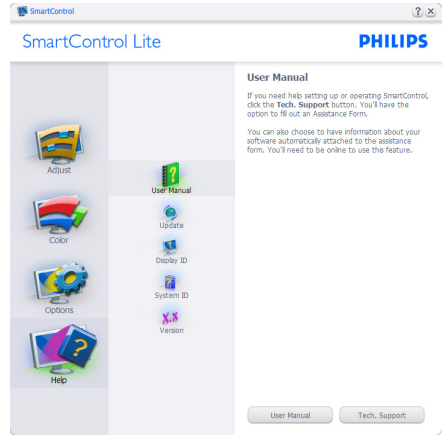 SmartControl
? x
SmartControl Lite
PHILIPS
Adjust
Color
Options
?
Help
?
User Manual
Update
?
Display ID
?
System ID
X.X
Version
User Manual
If you need help setting up or operating SmartControl,
click the Tech. Support button. You'll have the
option to fill out an Assistance Form.
You can also choose to have information about your
software automatically attached to the assistance
form. You'll need to be online to use this feature.
User Manual
Tech. Support